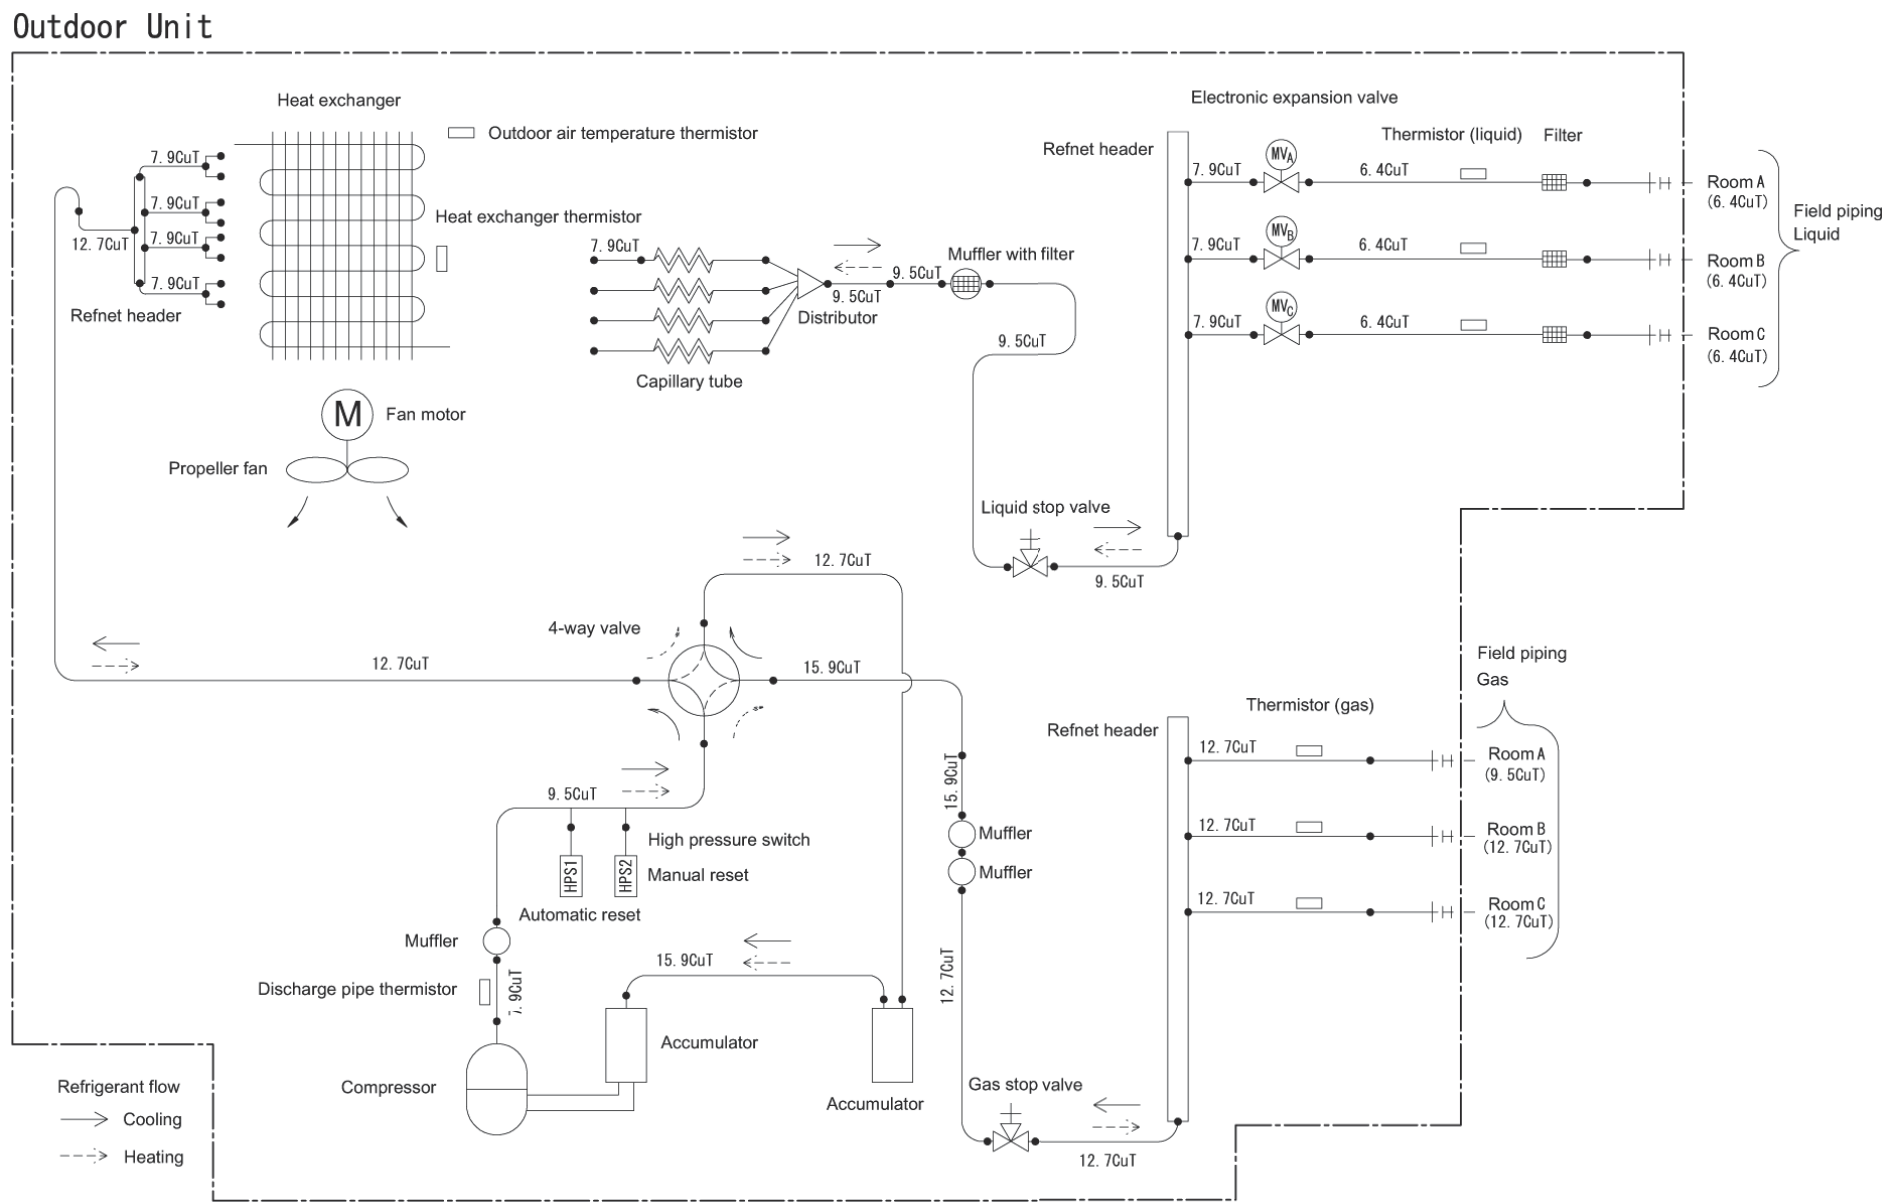 Outdoor Unit
Heat exchanger
Outdoor air temperature thermistor
Electronic expansion valve
Thermistor (liquid)
Filter
Refnet header
7.9CuT
7.9CuT
7.9CuT
7.9CuT
12.7CuT
Refnet header
Heat exchanger thermistor
7.9CuT
Capillary tube
Distributor
9.5CuT
9.5CuT
Muffler with filter
9.5CuT
MVA
7.9CuT
6.4CuT
Room A
(6.4CuT)
MVB
7.9CuT
6.4CuT
Room B
(6.4CuT)
MVC
7.9CuT
6.4CuT
Room C
(6.4CuT)
Field piping
Liquid
M
Fan motor
Propeller fan
Liquid stop valve
9.5CuT
12.7CuT
4-way valve
12.7CuT
15.9CuT
Field piping
Gas
Thermistor (gas)
Refnet header
12.7CuT
Room A
(9.5CuT)
12.7CuT
Room B
(12.7CuT)
12.7CuT
Room C
(12.7CuT)
9.5CuT
High pressure switch
HPS1
HPS2
Manual reset
Automatic reset
15.9CuT
Muffler
Muffler
12.7CuT
Muffler
Discharge pipe thermistor
7.9CuT
15.9CuT
Accumulator
Accumulator
Compressor
Gas stop valve
12.7CuT
Refrigerant flow
Cooling
Heating